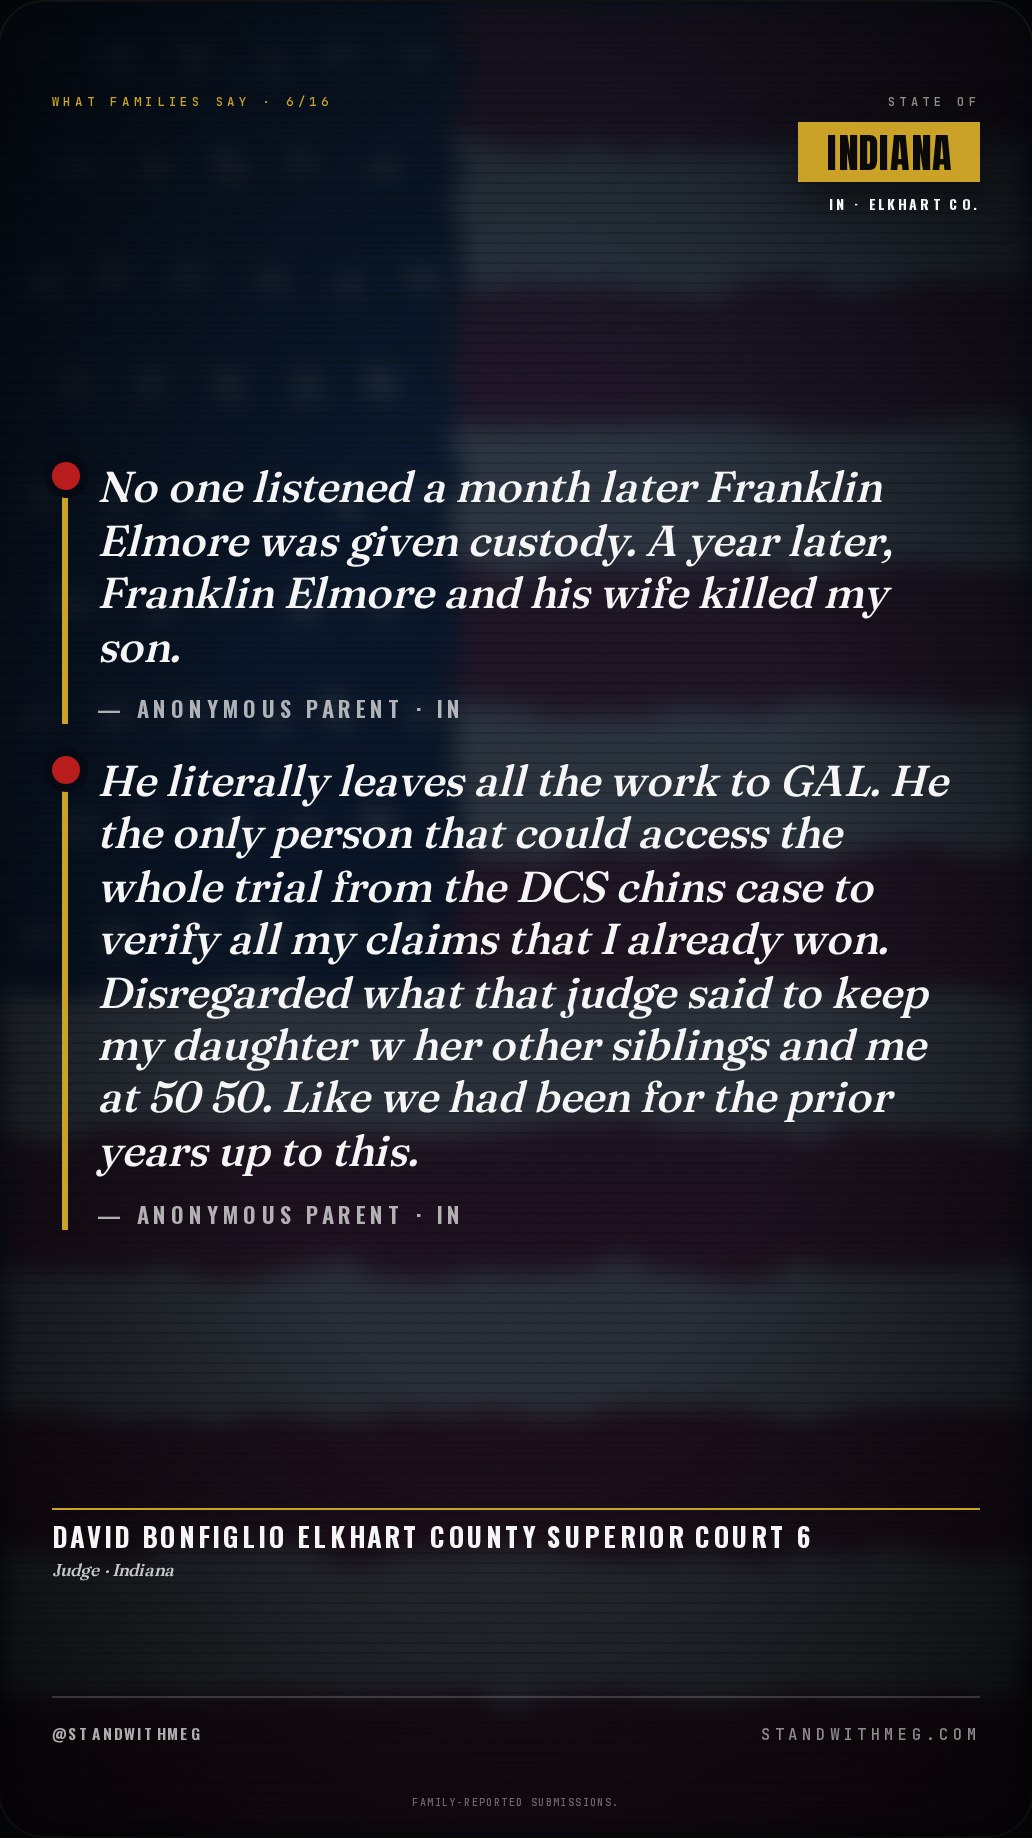 WHAT FAMILIES SAY · 6/16
STATE OF
INDIANA
IN · ELKHART CO.
No one listened a month later Franklin
Elmore was given custody. A year later,
Franklin Elmore and his wife killed my
son.
— ANONYMOUS PARENT · IN
He literally leaves all the work to GAL. He
the only person that could access the
whole trial from the DCS chins case to
verify all my claims that I already won.
Disregarded what that judge said to keep
my daughter w her other siblings and me
at 50 50. Like we had been for the prior
years up to this.
— ANONYMOUS PARENT · IN
DAVID BONFIGLIO ELKHART COUNTY SUPERIOR COURT 6
Judge · Indiana
@STANDWITHMEG
STANDWITHMEG.COM
FAMILY-REPORTED SUBMISSIONS.